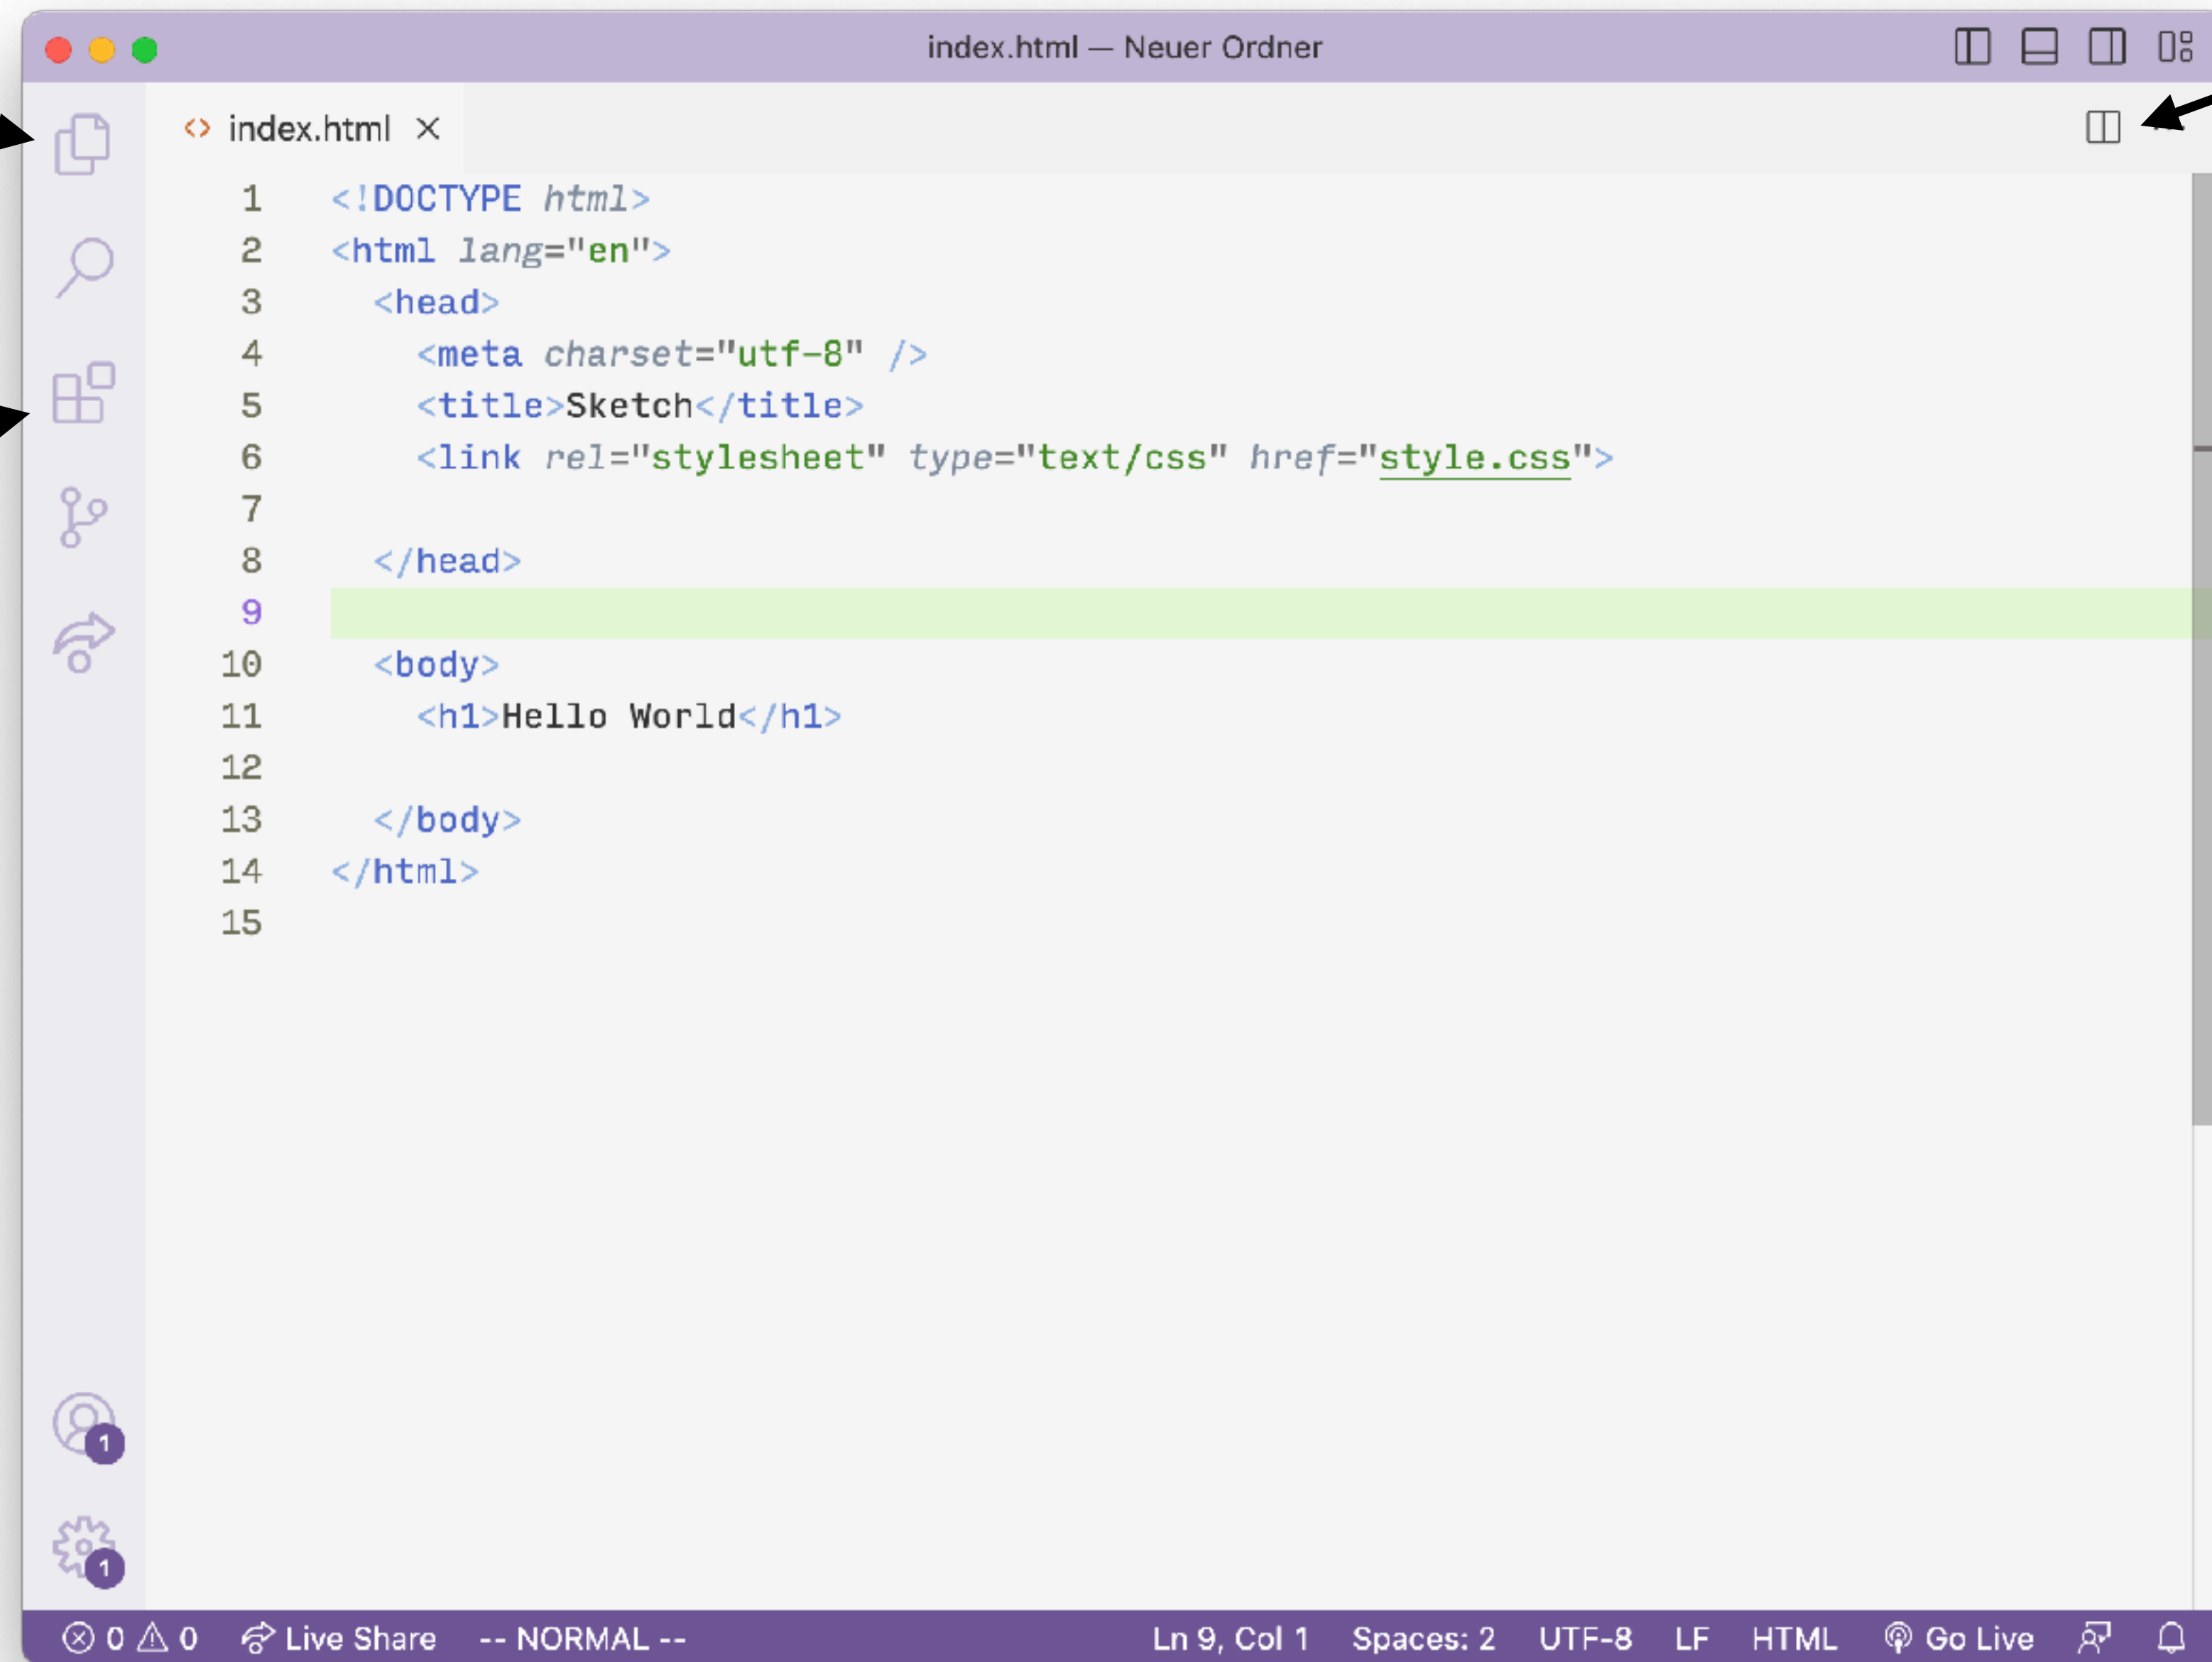 index.html — Neuer Ordner
<> index.html ×
1 <!DOCTYPE html>
2 <html lang="en">
3   <head>
4     <meta charset="utf-8" />
5     <title>Sketch</title>
6     <link rel="stylesheet" type="text/css" href="style.css">
7
8   </head>
9
10   <body>
11     <h1>Hello World</h1>
12
13   </body>
14 </html>
15
1
1
0 0 Live Share -- NORMAL -- Ln 9, Col 1 Spaces: 2 UTF-8 LF HTML Go Live